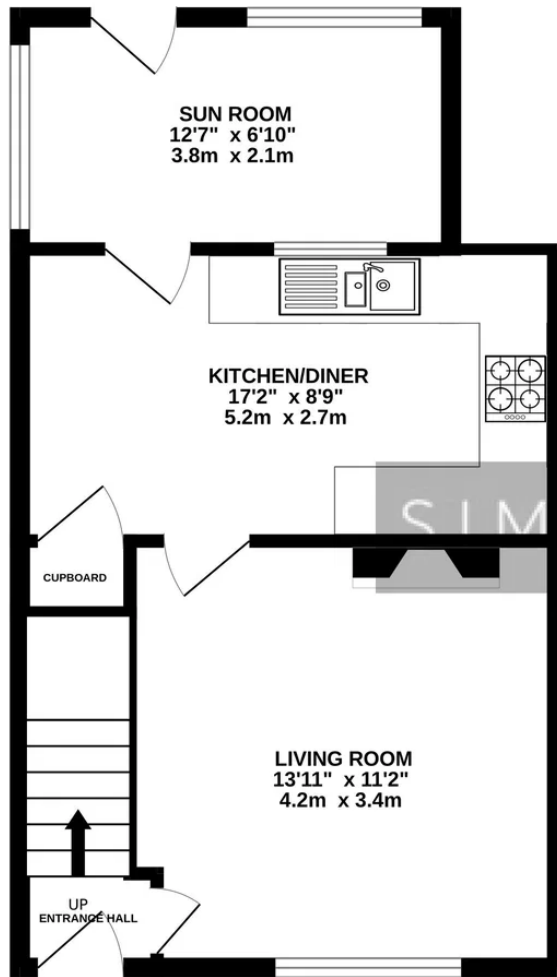 SUN ROOM
12'7" x 6'10"
3.8m x 2.1m
KITCHEN/DINER
17'2" x 8'9"
5.2m x 2.7m
SIM
CUPBOARD
LIVING ROOM
13'11" x 11'2"
4.2m x 3.4m
UP
ENTRANCE HALL